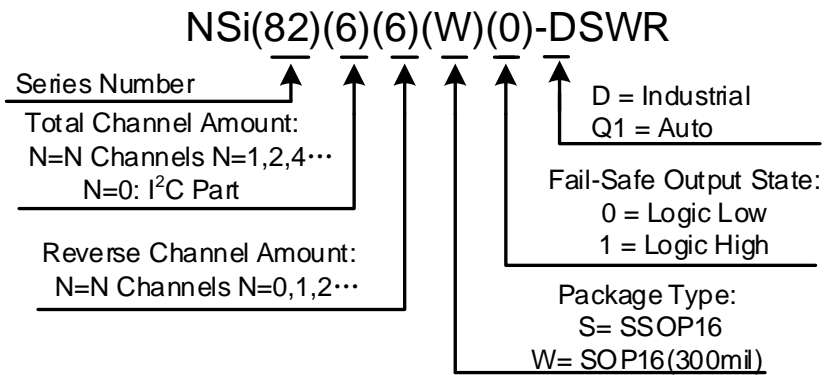 NSi(82)(6)(6)(W)(0)-DSWR
Series Number
Total Channel Amount:
N=N Channels N=1,2,4⋯
N=0: I²C Part
Reverse Channel Amount:
N=N Channels N=0,1,2⋯
D = Industrial
Q1 = Auto
Fail-Safe Output State:
0 = Logic Low
1 = Logic High
Package Type:
S= SSOP16
W= SOP16(300mil)